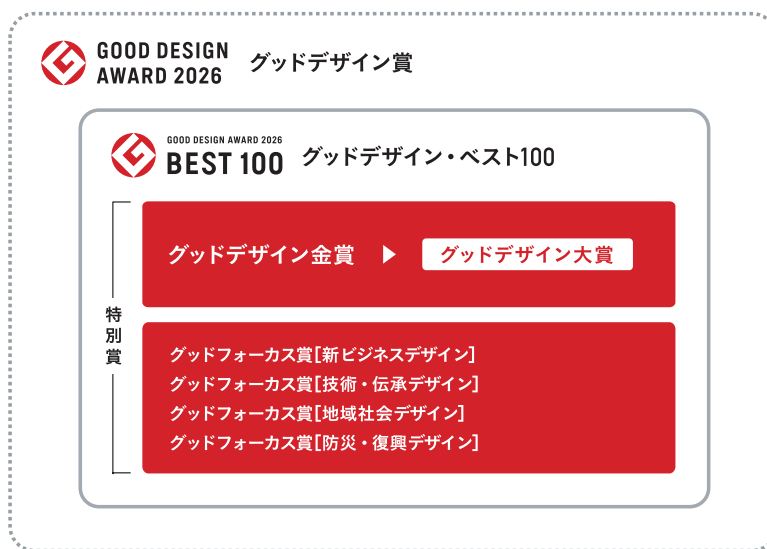 GOOD DESIGN
AWARD 2026
グッドデザイン賞
GOOD DESIGN AWARD 2026
BEST 100
グッドデザイン・ベスト100
特別賞
グッドデザイン金賞
グッドデザイン大賞
グッドフォーカス賞[新ビジネスデザイン]
グッドフォーカス賞[技術・伝承デザイン]
グッドフォーカス賞[地域社会デザイン]
グッドフォーカス賞[防災・復興デザイン]